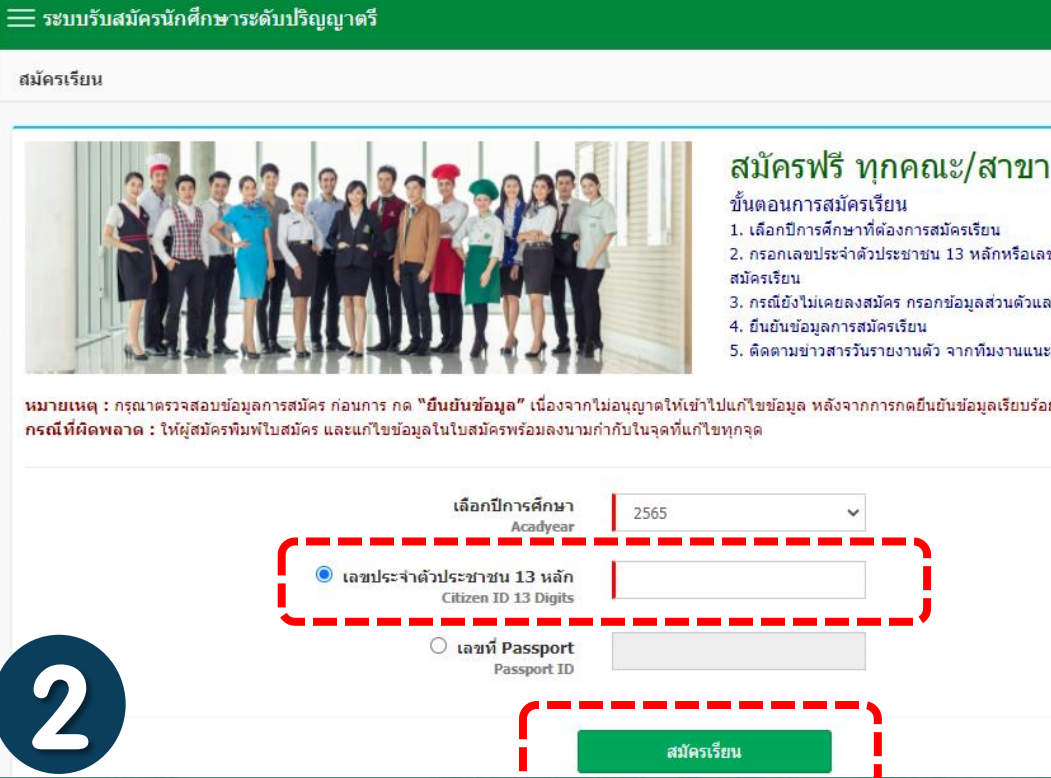 ระบบรับสมัครนักศึกษาระดับปริญญาตรี
สมัครเรียน
สมัครฟรี ทุกคณะ/สาขา
ขั้นตอนการสมัครเรียน
1. เลือกปีการศึกษาที่ต้องการสมัครเรียน
2. กรอกเลขประจำตัวประชาชน 13 หลักหรือเลข
สมัครเรียน
3. กรณียังไม่เคยลงสมัคร กรอกข้อมูลส่วนตัวและ
4. ยืนยันข้อมูลการสมัครเรียน
5. ติดตามข่าวสารวันรายงานตัว จากทีมงานแนะ
หมายเหตุ : กรุณาตรวจสอบข้อมูลการสมัคร ก่อนการ กด "ยืนยันข้อมูล" เนื่องจากไม่อนุญาตให้เข้าไปแก้ไขข้อมูล หลังจากการกดยืนยันข้อมูลเรียบร้อย
กรณีที่ผิดพลาด : ให้ผู้สมัครพิมพ์ใบสมัคร และแก้ไขข้อมูลในใบสมัครพร้อมลงนามกำกับในจุดที่แก้ไขทุกจุด
เลือกปีการศึกษา
Acadyear
2565
เลขประจำตัวประชาชน 13 หลัก
Citizen ID 13 Digits
เลขที่ Passport
Passport ID
2
สมัครเรียน